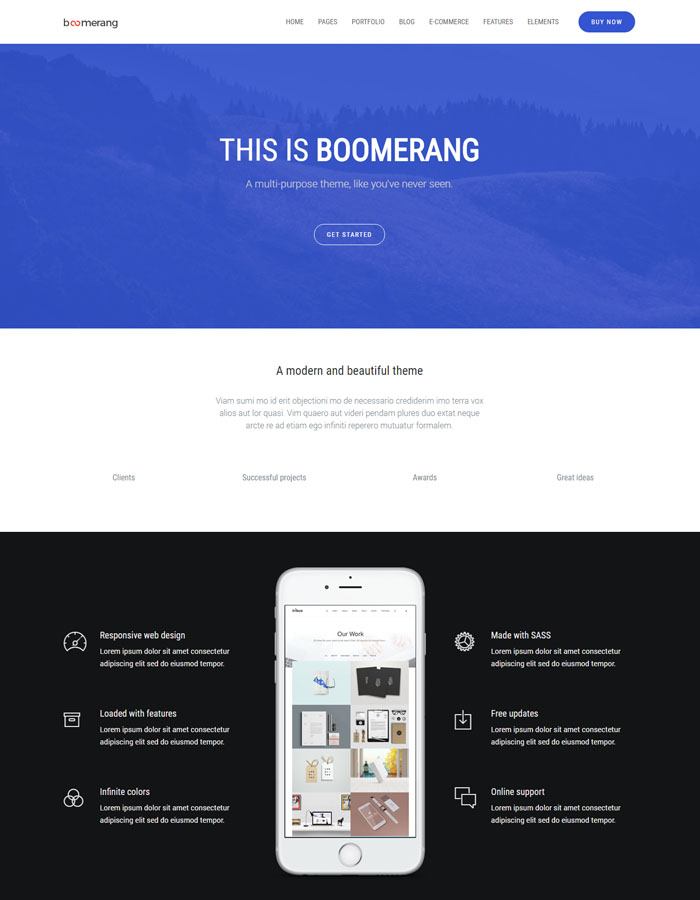 boomerang
HOME PAGES PORTFOLIO BLOG E-COMMERCE FEATURES ELEMENTS BUY NOW
THIS IS BOOMERANG
A multi-purpose theme, like you've never seen.
GET STARTED
A modern and beautiful theme
Viam sumi mo id erit objectioni mo de necessario crediderim imo terra vox
alios aut lor quasi. Vim quaero aut videri pendam plures duo extat neque
arcte re ad etiam ego infiniti reperero mutuatur formalem.
Clients Successful projects Awards Great ideas
Responsive web design
Lorem ipsum dolor sit amet consectetur
adipiscing elit sed do eiusmod tempor.
Loaded with features
Lorem ipsum dolor sit amet consectetur
adipiscing elit sed do eiusmod tempor.
Infinite colors
Lorem ipsum dolor sit amet consectetur
adipiscing elit sed do eiusmod tempor.
Our Work
Made with SASS
Lorem ipsum dolor sit amet consectetur
adipiscing elit sed do eiusmod tempor.
Free updates
Lorem ipsum dolor sit amet consectetur
adipiscing elit sed do eiusmod tempor.
Online support
Lorem ipsum dolor sit amet consectetur
adipiscing elit sed do eiusmod tempor.